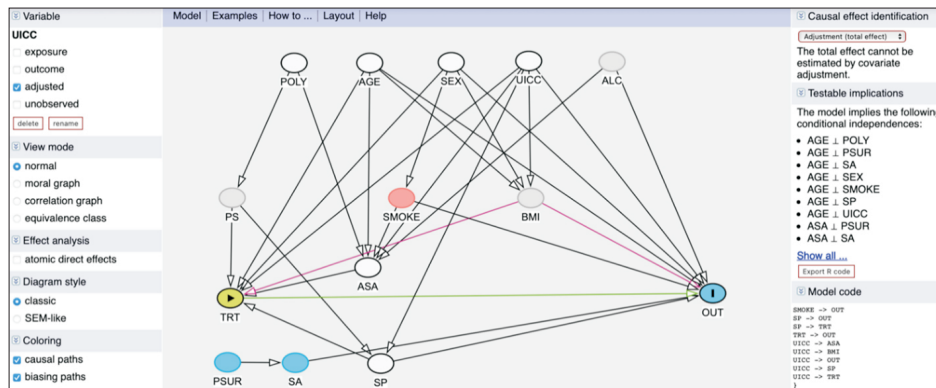 Variable
UICC
exposure
outcome
adjusted
unobserved
delete rename
View mode
normal
moral graph
correlation graph
equivalence class
Effect analysis
atomic direct effects
Diagram style
classic
SEM-like
Coloring
causal paths
biasing paths
Model | Examples | How to ... | Layout | Help
POLY AGE SEX UICC ALC
PS SMOKE BMI
ASA
TRT OUT
PSUR SA SP
Causal effect identification
Adjustment (total effect)
The total effect cannot be
estimated by covariate
adjustment.
Testable implications
The model implies the following
conditional independences:
• AGE ⊥ POLY
• AGE ⊥ PSUR
• AGE ⊥ SA
• AGE ⊥ SEX
• AGE ⊥ SMOKE
• AGE ⊥ SP
• AGE ⊥ UICC
• ASA ⊥ PSUR
• ASA ⊥ SA
Show all ...
Export R code
Model code
SMOKE -> OUT
SP -> OUT
SP -> TRT
TRT -> OUT
UICC -> ASA
UICC -> BMI
UICC -> OUT
UICC -> SP
UICC -> TRT
}